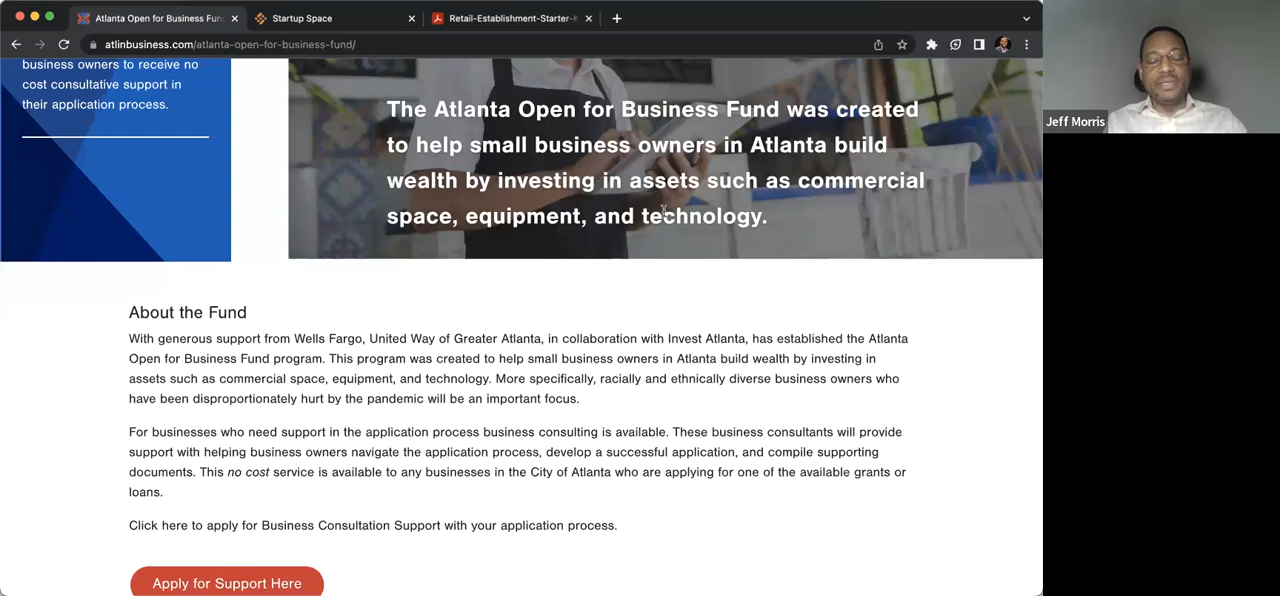 Atlanta Open for Business Fun
Startup Space
Retail-Establishment-Starter-K
atlinbusiness.com/atlanta-open-for-business-fund/
business owners to receive no
cost consultative support in
their application process.
The Atlanta Open for Business Fund was created
to help small business owners in Atlanta build
wealth by investing in assets such as commercial
space, equipment, and technology.
Jeff Morris
About the Fund
With generous support from Wells Fargo, United Way of Greater Atlanta, in collaboration with Invest Atlanta, has established the Atlanta
Open for Business Fund program. This program was created to help small business owners in Atlanta build wealth by investing in
assets such as commercial space, equipment, and technology. More specifically, racially and ethnically diverse business owners who
have been disproportionately hurt by the pandemic will be an important focus.
For businesses who need support in the application process business consulting is available. These business consultants will provide
support with helping business owners navigate the application process, develop a successful application, and compile supporting
documents. This no cost service is available to any businesses in the City of Atlanta who are applying for one of the available grants or
loans.
Click here to apply for Business Consultation Support with your application process.
Apply for Support Here